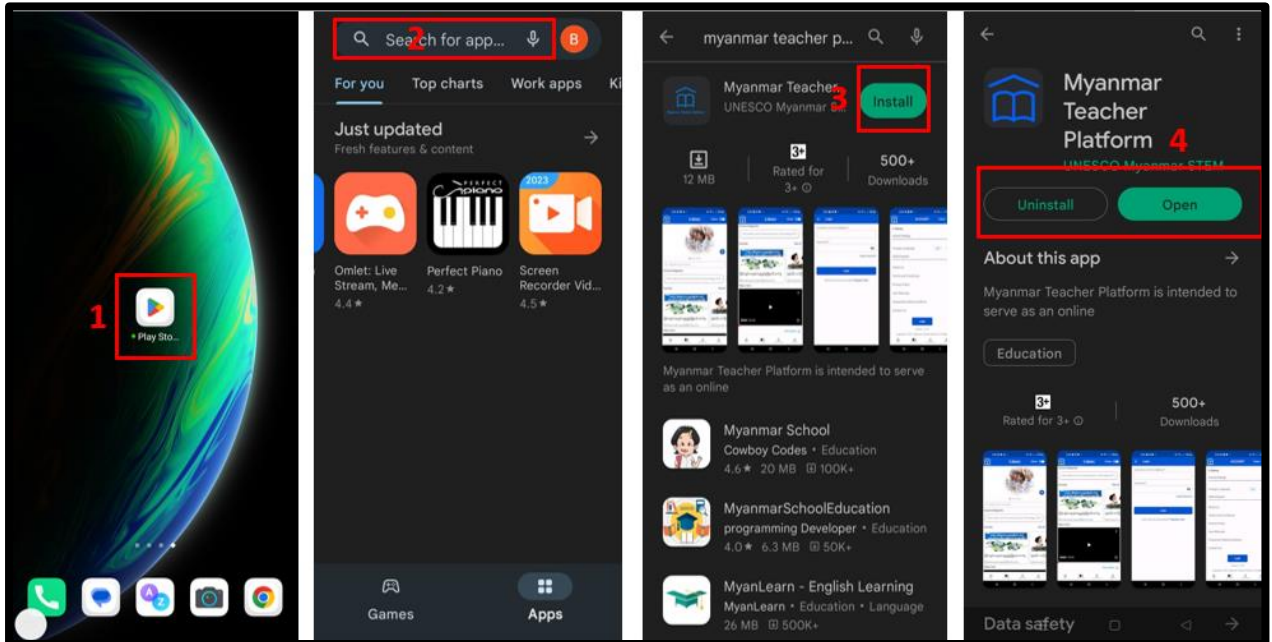 1
Play Sto...
2
Search for app...
B
For you Top charts Work apps Ki
Just updated
Fresh features & content
PERFECT
piano
2023
Omlet: Live
Stream, Me...
4.4★
Perfect Piano
4.2★
Screen
Recorder Vid...
4.5★
Games
Apps
myanmar teacher p...
Myanmar Teacher
UNESCO Myanmar
3
Install
12 MB
3+
Rated for
3+
500+
Downloads
Myanmar Teacher Platform is intended to serve
as an online
Myanmar School
Cowboy Codes • Education
4.6★ 20 MB 100K+
MyanmarSchoolEducation
programming Developer • Education
4.0★ 6.3 MB 50K+
MyanLearn - English Learning
MyanLearn • Education • Language
26 MB 500K+
Myanmar
Teacher
Platform
4
UNESCO Myanmar STEM
Uninstall
Open
About this app
Myanmar Teacher Platform is intended to
serve as an online
Education
3+
Rated for 3+
500+
Downloads
Data safety